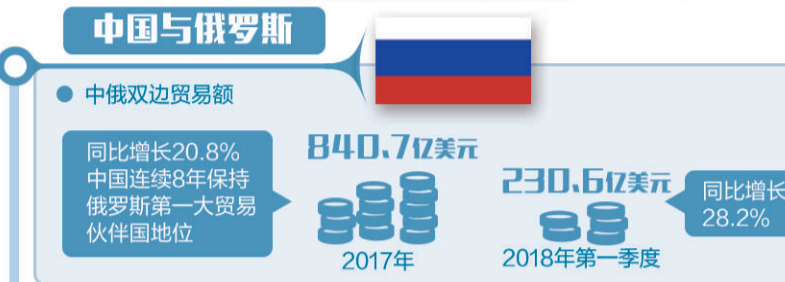 中国与俄罗斯
中俄双边贸易额
同比增长20.8%
中国连续8年保持
俄罗斯第一大贸易
伙伴国地位
840.7亿美元
2017年
230.6亿美元
2018年第一季度
同比增长
28.2%